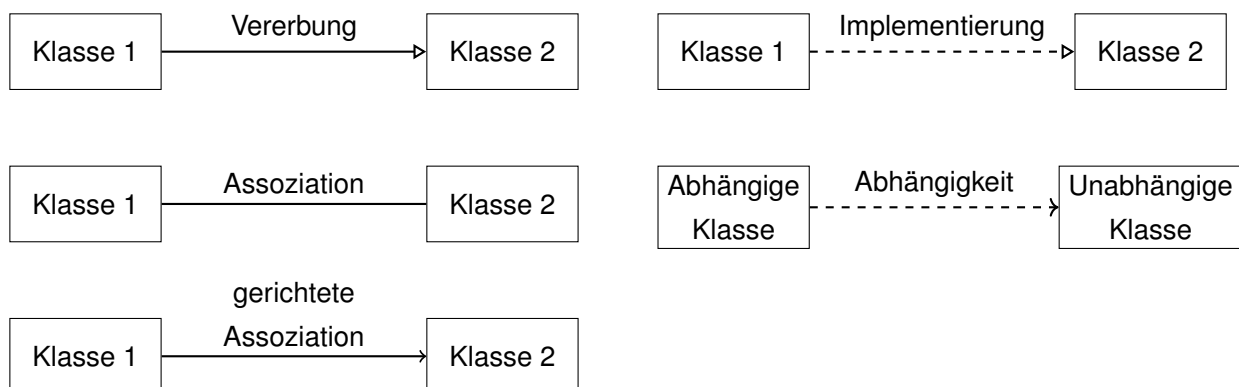 Klasse 1
Vererbung
Klasse 2
Klasse 1
Implementierung
Klasse 2
Klasse 1
Assoziation
Klasse 2
Abhängige
Klasse
Abhängigkeit
Unabhängige
Klasse
Klasse 1
gerichtete
Assoziation
Klasse 2